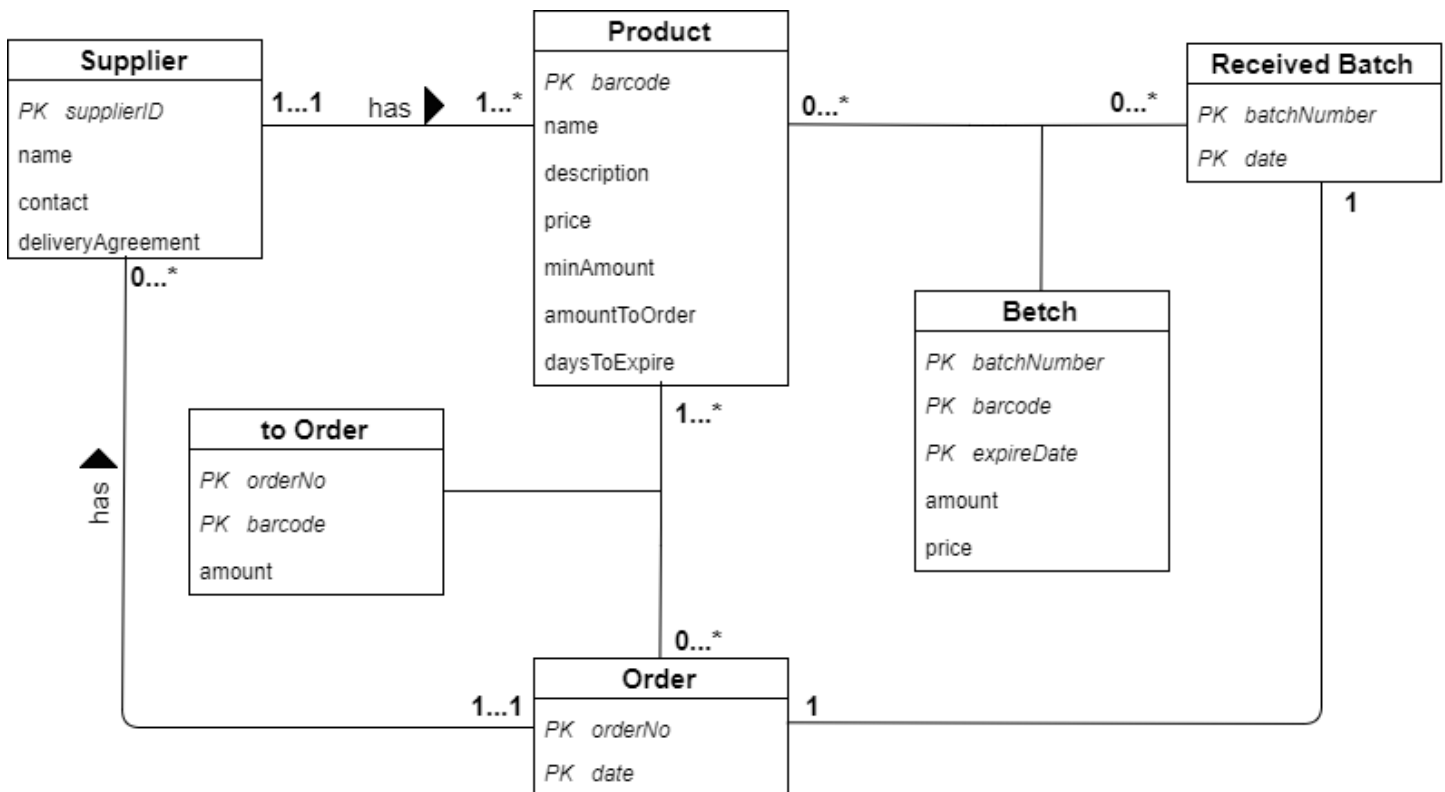 Supplier
PK supplierID
name
contact
deliveryAgreement
1...1
has
1...*
Product
PK barcode
name
description
price
minAmount
amountToOrder
daysToExpire
0...*
0...*
Received Batch
PK batchNumber
PK date
1
0...*
1...*
Betch
PK batchNumber
PK barcode
PK expireDate
amount
price
to Order
PK orderNo
PK barcode
amount
has
0...*
1...1
Order
PK orderNo
PK date
1